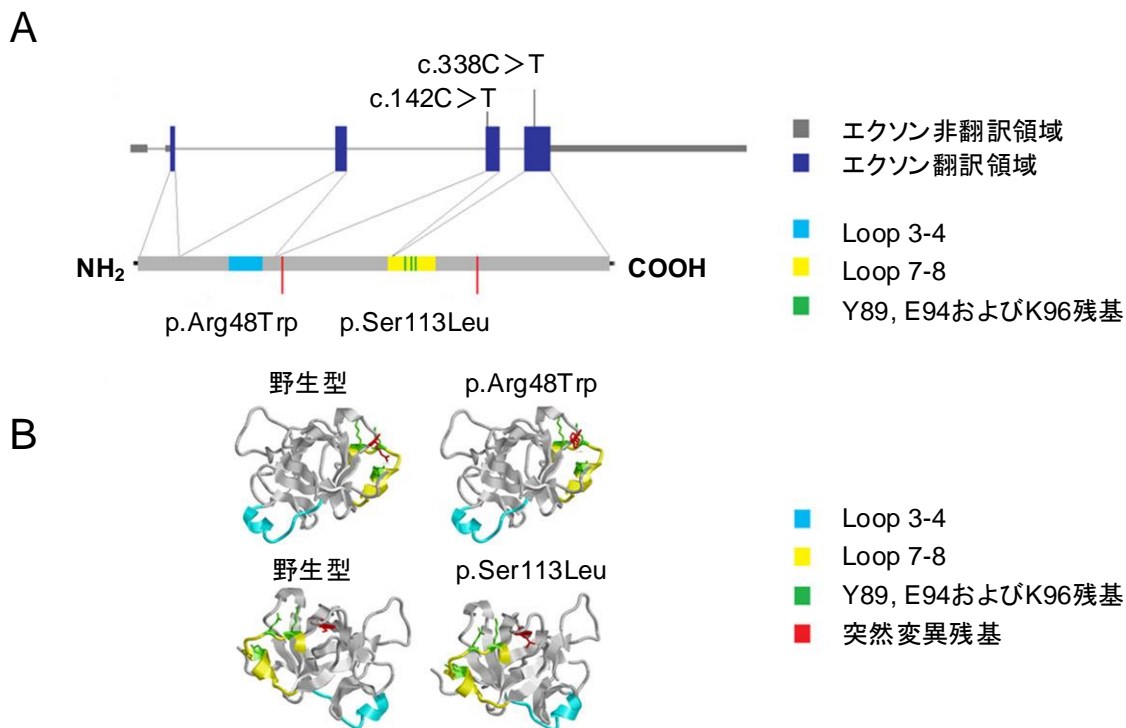 A
c.338C＞T
c.142C＞T
エクソン非翻訳領域
エクソン翻訳領域
Loop 3-4
Loop 7-8
Y89, E94およびK96残基
NH2
COOH
p.Arg48Trp
p.Ser113Leu
B
野生型
p.Arg48Trp
野生型
p.Ser113Leu
Loop 3-4
Loop 7-8
Y89, E94およびK96残基
突然変異残基